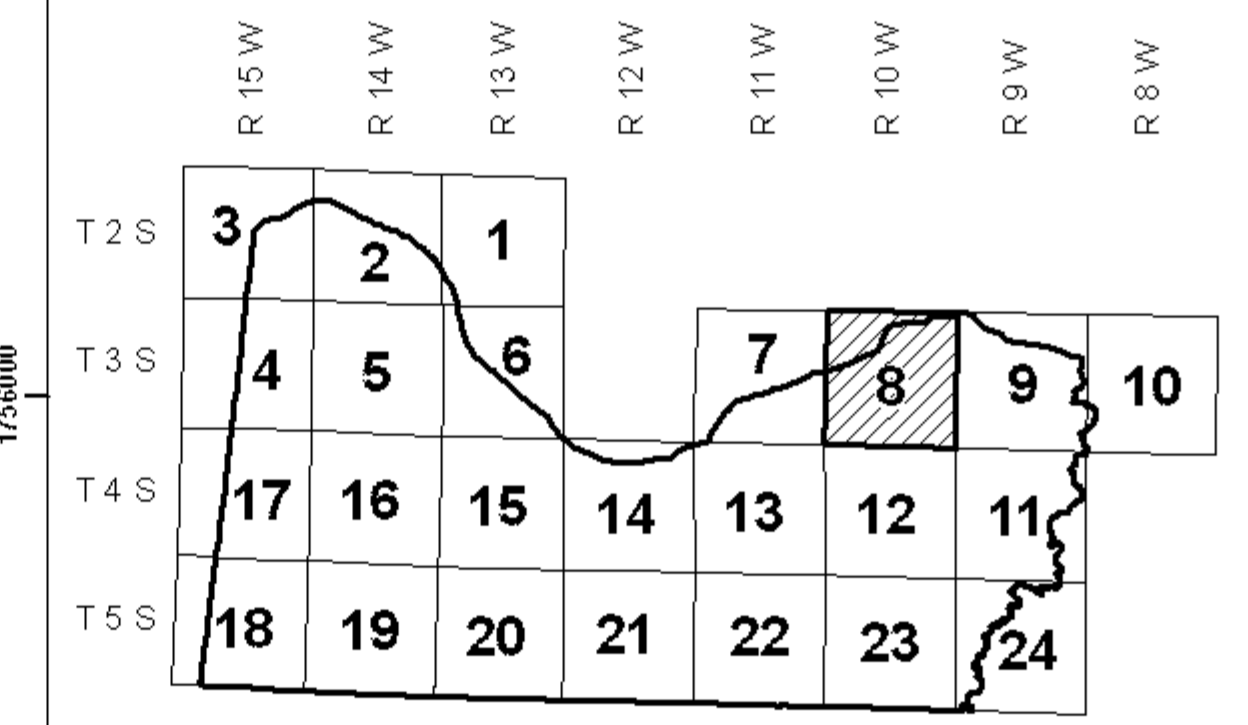 R 15 W R 14 W R 13 W R 12 W R 11 W R 10 W R 9 W R 8 W
T 2 S 3 2 1
T 3 S 4 5 6 7 8 9 10
1756000
T 4 S 17 16 15 14 13 12 11
T 5 S 18 19 20 21 22 23 24